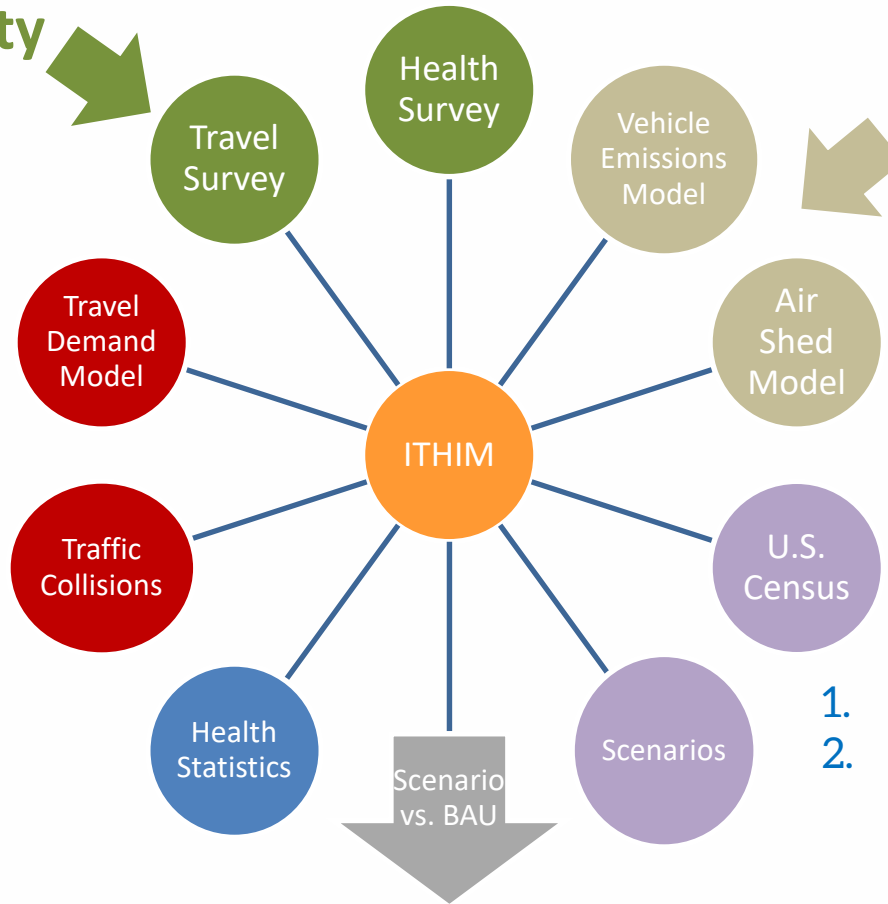 ty
Health
Survey
Travel
Survey
Vehicle
Emissions
Model
Travel
Demand
Model
Air
Shed
Model
ITHIM
Traffic
Collisions
U.S.
Census
Health
Statistics
Scenario
vs. BAU
Scenarios
1.
2.